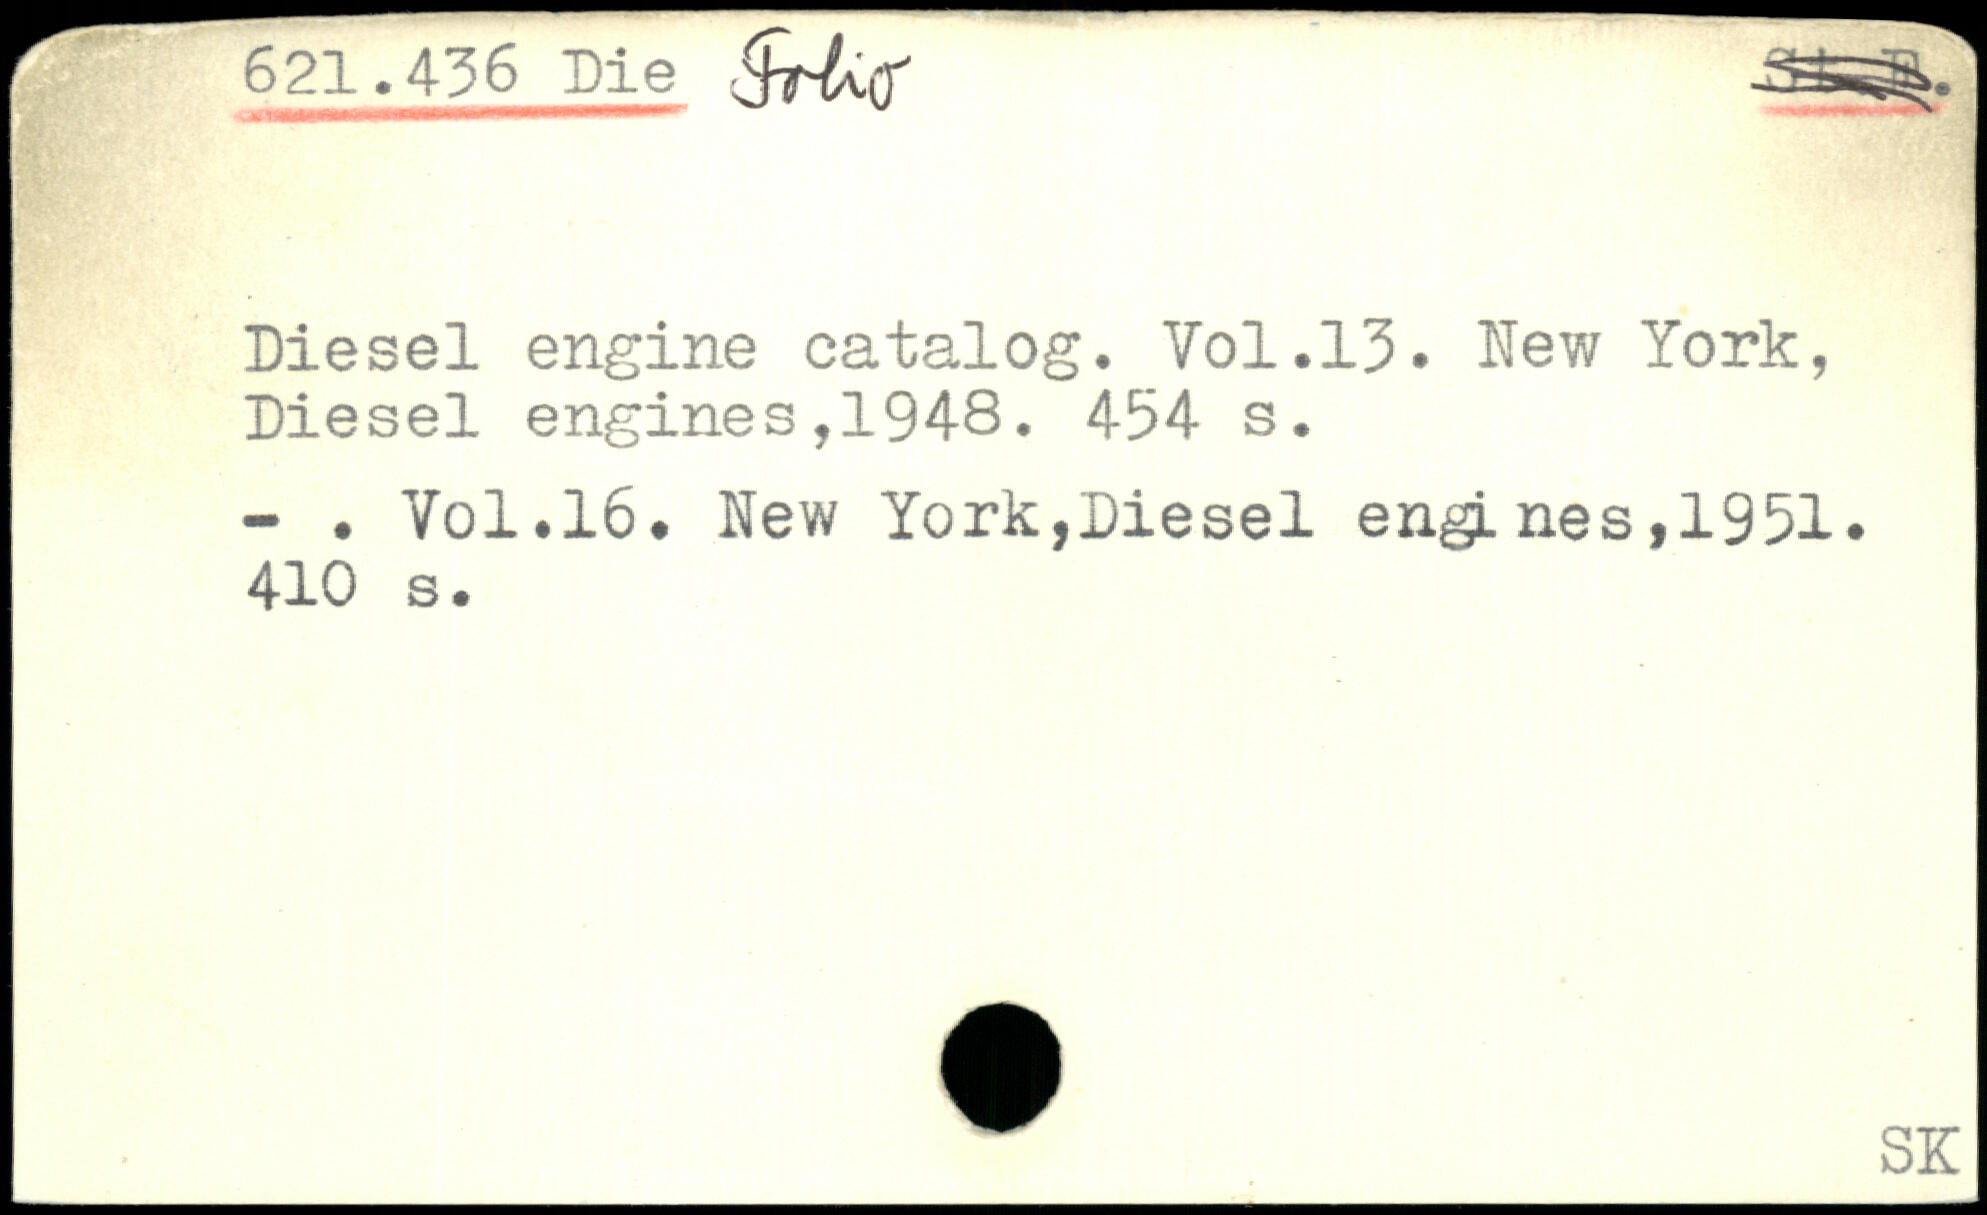 621.436 Die Folio
Diesel engine catalog. Vol.13. New York,
Diesel engines,1948. 454 s.
- . Vol.16. New York,Diesel engines,1951.
410 s.
SK